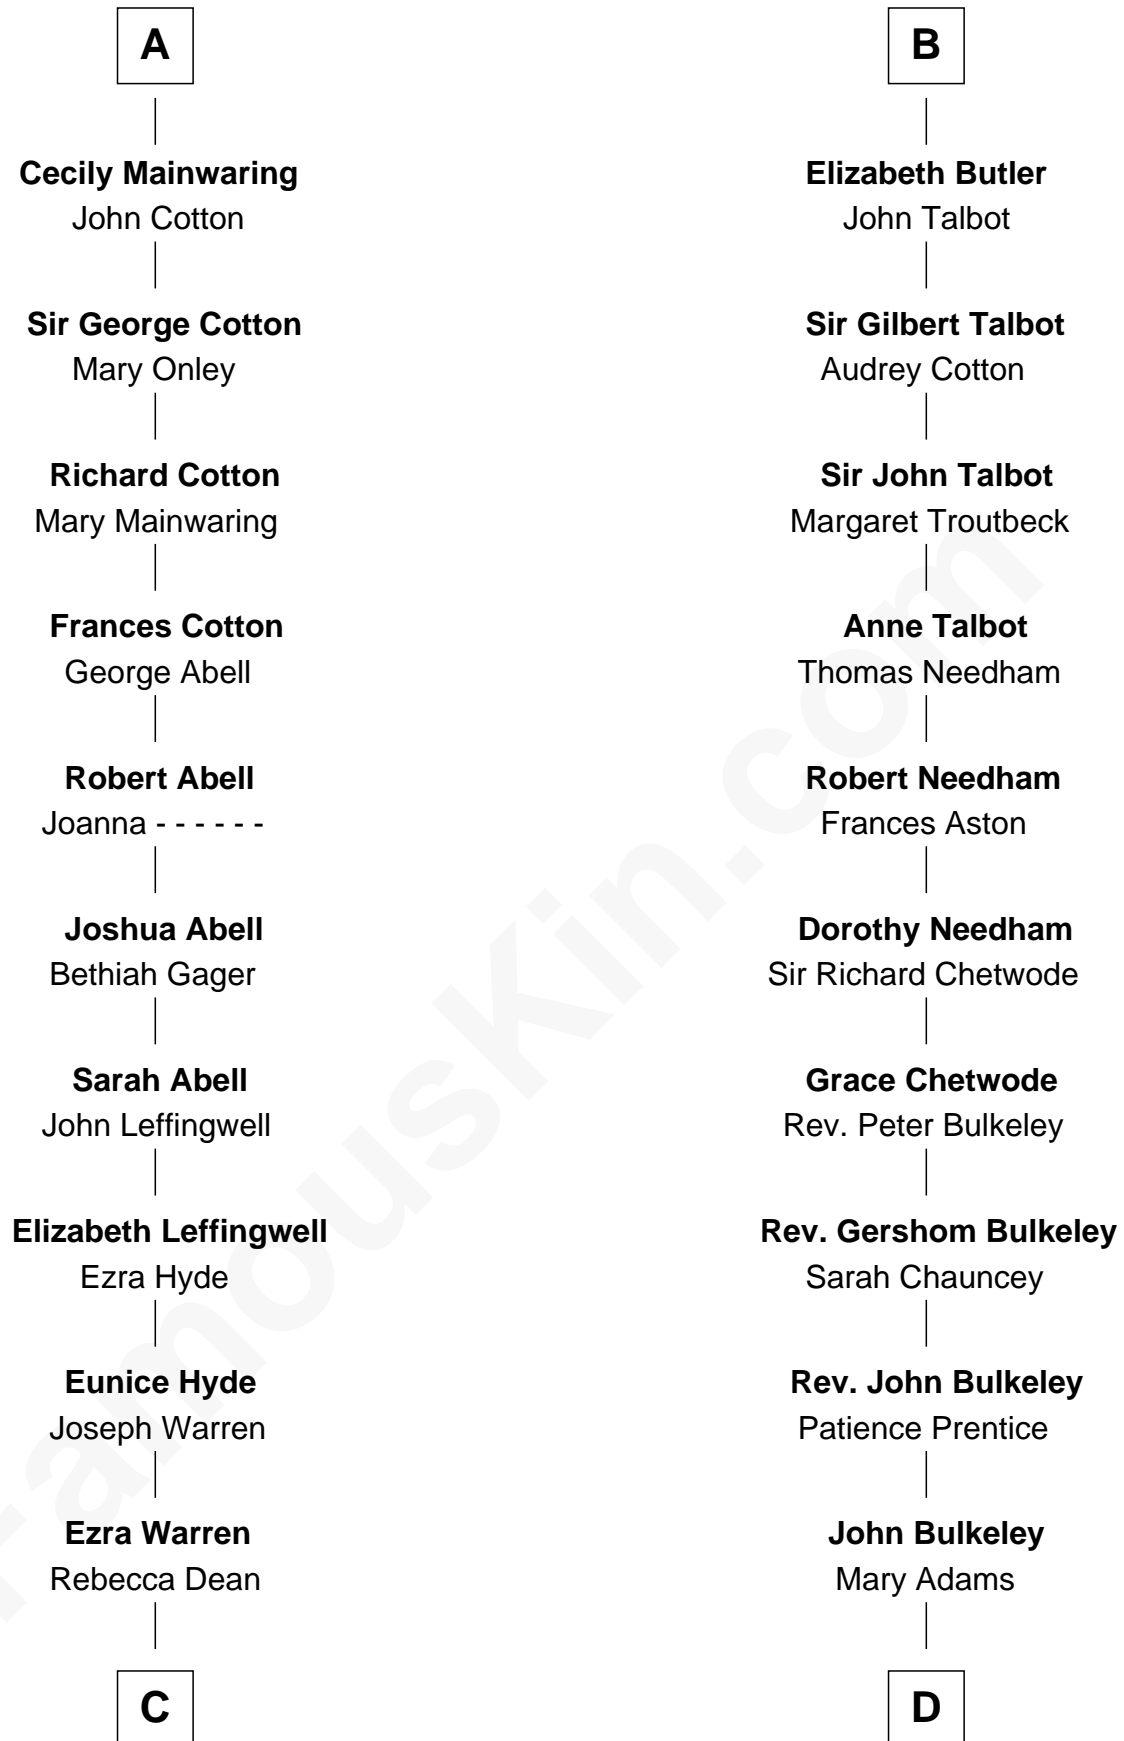 A
Cecily Mainwaring
John Cotton
Sir George Cotton
Mary Onley
Richard Cotton
Mary Mainwaring
Frances Cotton
George Abell
Robert Abell
Joanna - - - - - -
Joshua Abell
Bethiah Gager
Sarah Abell
John Leffingwell
Elizabeth Leffingwell
Ezra Hyde
Eunice Hyde
Joseph Warren
Ezra Warren
Rebecca Dean
C
B
Elizabeth Butler
John Talbot
Sir Gilbert Talbot
Audrey Cotton
Sir John Talbot
Margaret Troutbeck
Anne Talbot
Thomas Needham
Robert Needham
Frances Aston
Dorothy Needham
Sir Richard Chetwode
Grace Chetwode
Rev. Peter Bulkeley
Rev. Gershom Bulkeley
Sarah Chauncey
Rev. John Bulkeley
Patience Prentice
John Bulkeley
Mary Adams
D
FamousKin.com